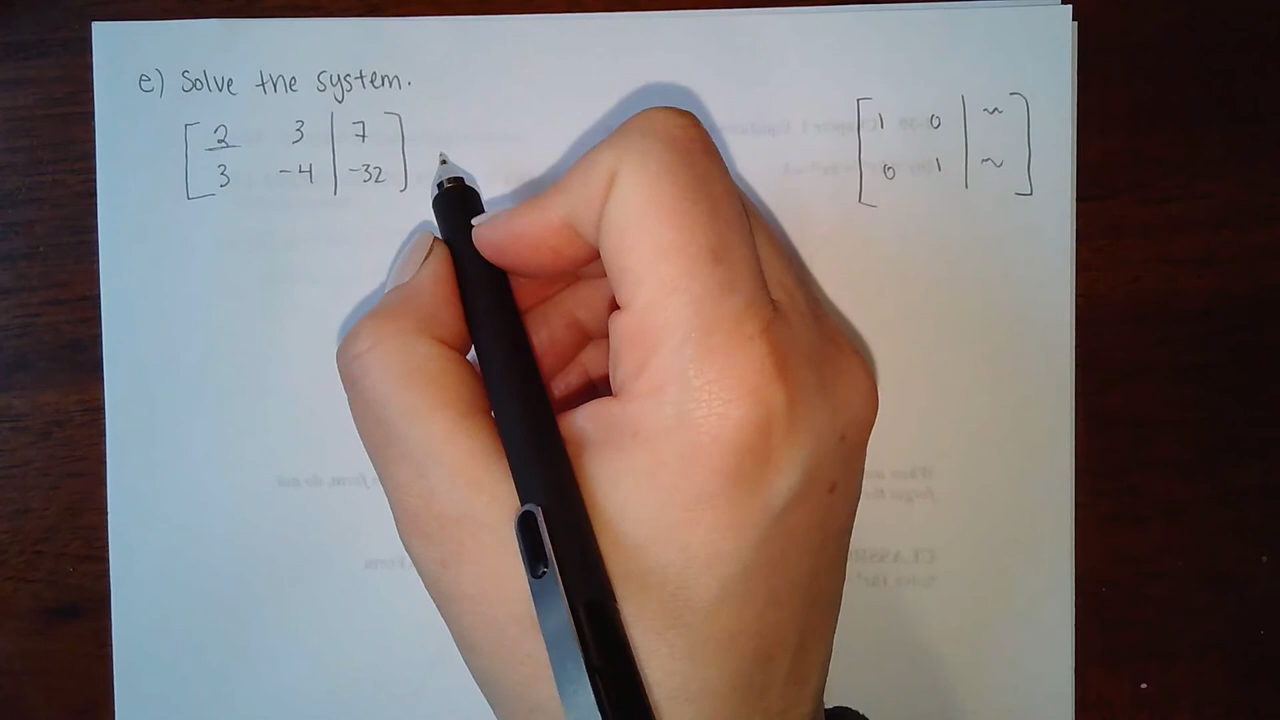 e) Solve the system.
2 3 | 7
3 -4 | -32
1 0 | ~
0 1 | ~